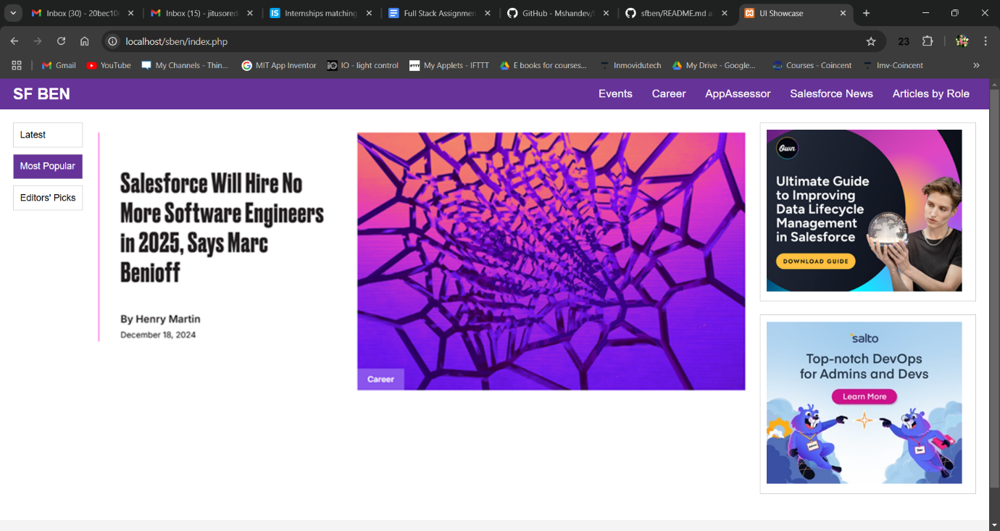 Inbox (30) - 20bec10
Inbox (15) - jitusored
Internships matching
Full Stack Assignmen
GitHub - Mshandev/
sfben/README.md a
UI Showcase
localhost/sben/index.php
23
Gmail
YouTube
My Channels - Thin...
MIT App Inventor
IO - light control
My Applets - IFTTT
E books for courses...
Inmovidutech
My Drive - Google...
Courses - Coincent
Imv-Coincent
SF BEN
Events
Career
AppAssessor
Salesforce News
Articles by Role
Latest
Most Popular
Editors' Picks
Salesforce Will Hire No
More Software Engineers
in 2025, Says Marc
Benioff
By Henry Martin
December 18, 2024
Career
Own
Ultimate Guide
to Improving
Data Lifecycle
Management
in Salesforce
DOWNLOAD GUIDE
salto
Top-notch DevOps
for Admins and Devs
Learn More